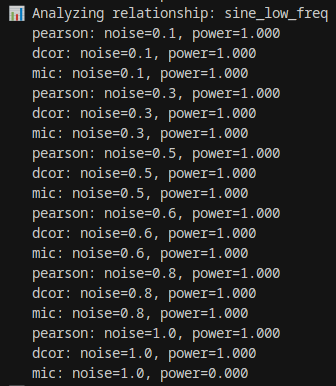 📊 Analyzing relationship: sine_low_freq
pearson: noise=0.1, power=1.000
dcor: noise=0.1, power=1.000
mic: noise=0.1, power=1.000
pearson: noise=0.3, power=1.000
dcor: noise=0.3, power=1.000
mic: noise=0.3, power=1.000
pearson: noise=0.5, power=1.000
dcor: noise=0.5, power=1.000
mic: noise=0.5, power=1.000
pearson: noise=0.6, power=1.000
dcor: noise=0.6, power=1.000
mic: noise=0.6, power=1.000
pearson: noise=0.8, power=1.000
dcor: noise=0.8, power=1.000
mic: noise=0.8, power=1.000
pearson: noise=1.0, power=1.000
dcor: noise=1.0, power=1.000
mic: noise=1.0, power=0.000